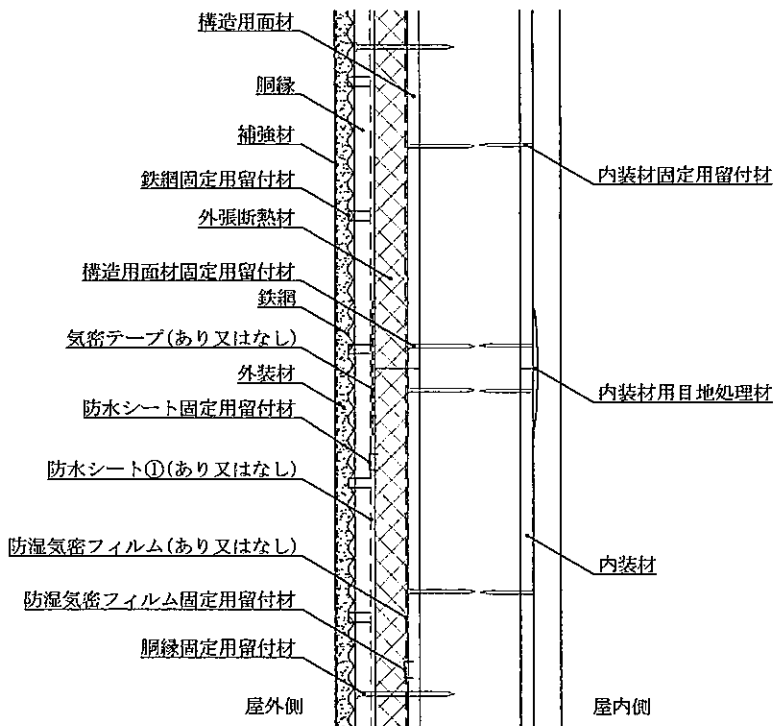 構造用面材
胴縁
補強材
鉄網固定用留付材
外張断熱材
構造用面材固定用留付材
鉄網
気密テープ(あり又はなし)
外装材
防水シート固定用留付材
防水シート①(あり又はなし)
防湿気密フィルム(あり又はなし)
防湿気密フィルム固定用留付材
胴縁固定用留付材
屋外側
内装材固定用留付材
内装材用目地処理材
内装材
屋内側